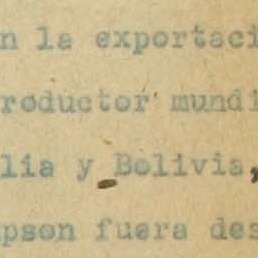 n la exportaci
roductor mundi
lia y Bolivia,
pson fuera des